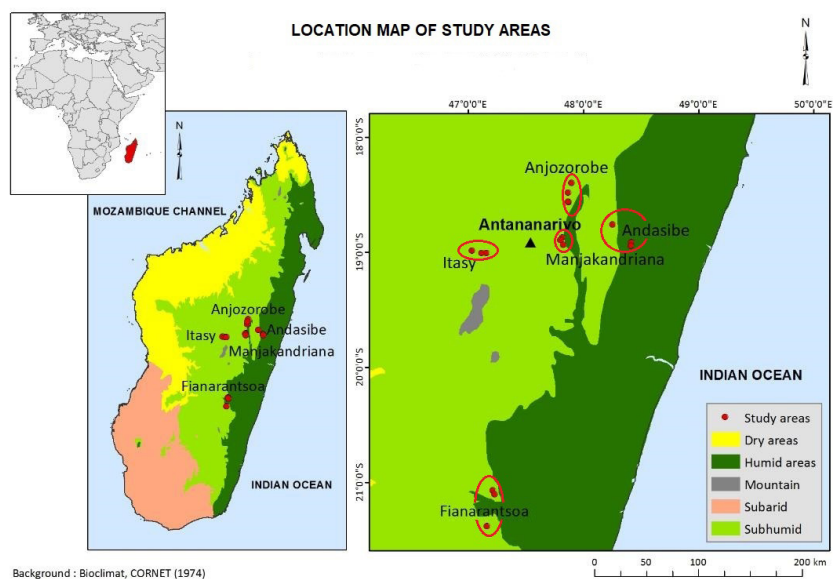 LOCATION MAP OF STUDY AREAS
N
N
MOZAMBIQUE CHANNEL
Anjozorobe
Itasy
Andasibe
Manjakandriana
Fianarantsoa
INDIAN OCEAN
47°0'0"E
48°0'0"E
49°0'0"E
50°0'0"E
18°0'0"S
19°0'0"S
20°0'0"S
21°0'0"S
Anjozorobe
Antananarivo
Andasibe
Itasy
Manjakandriana
Fianarantsoa
INDIAN OCEAN
Study areas
Dry areas
Humid areas
Mountain
Subarid
Subhumid
Background : Bioclimat, CORNET (1974)
0 25 50 100 150 200 km